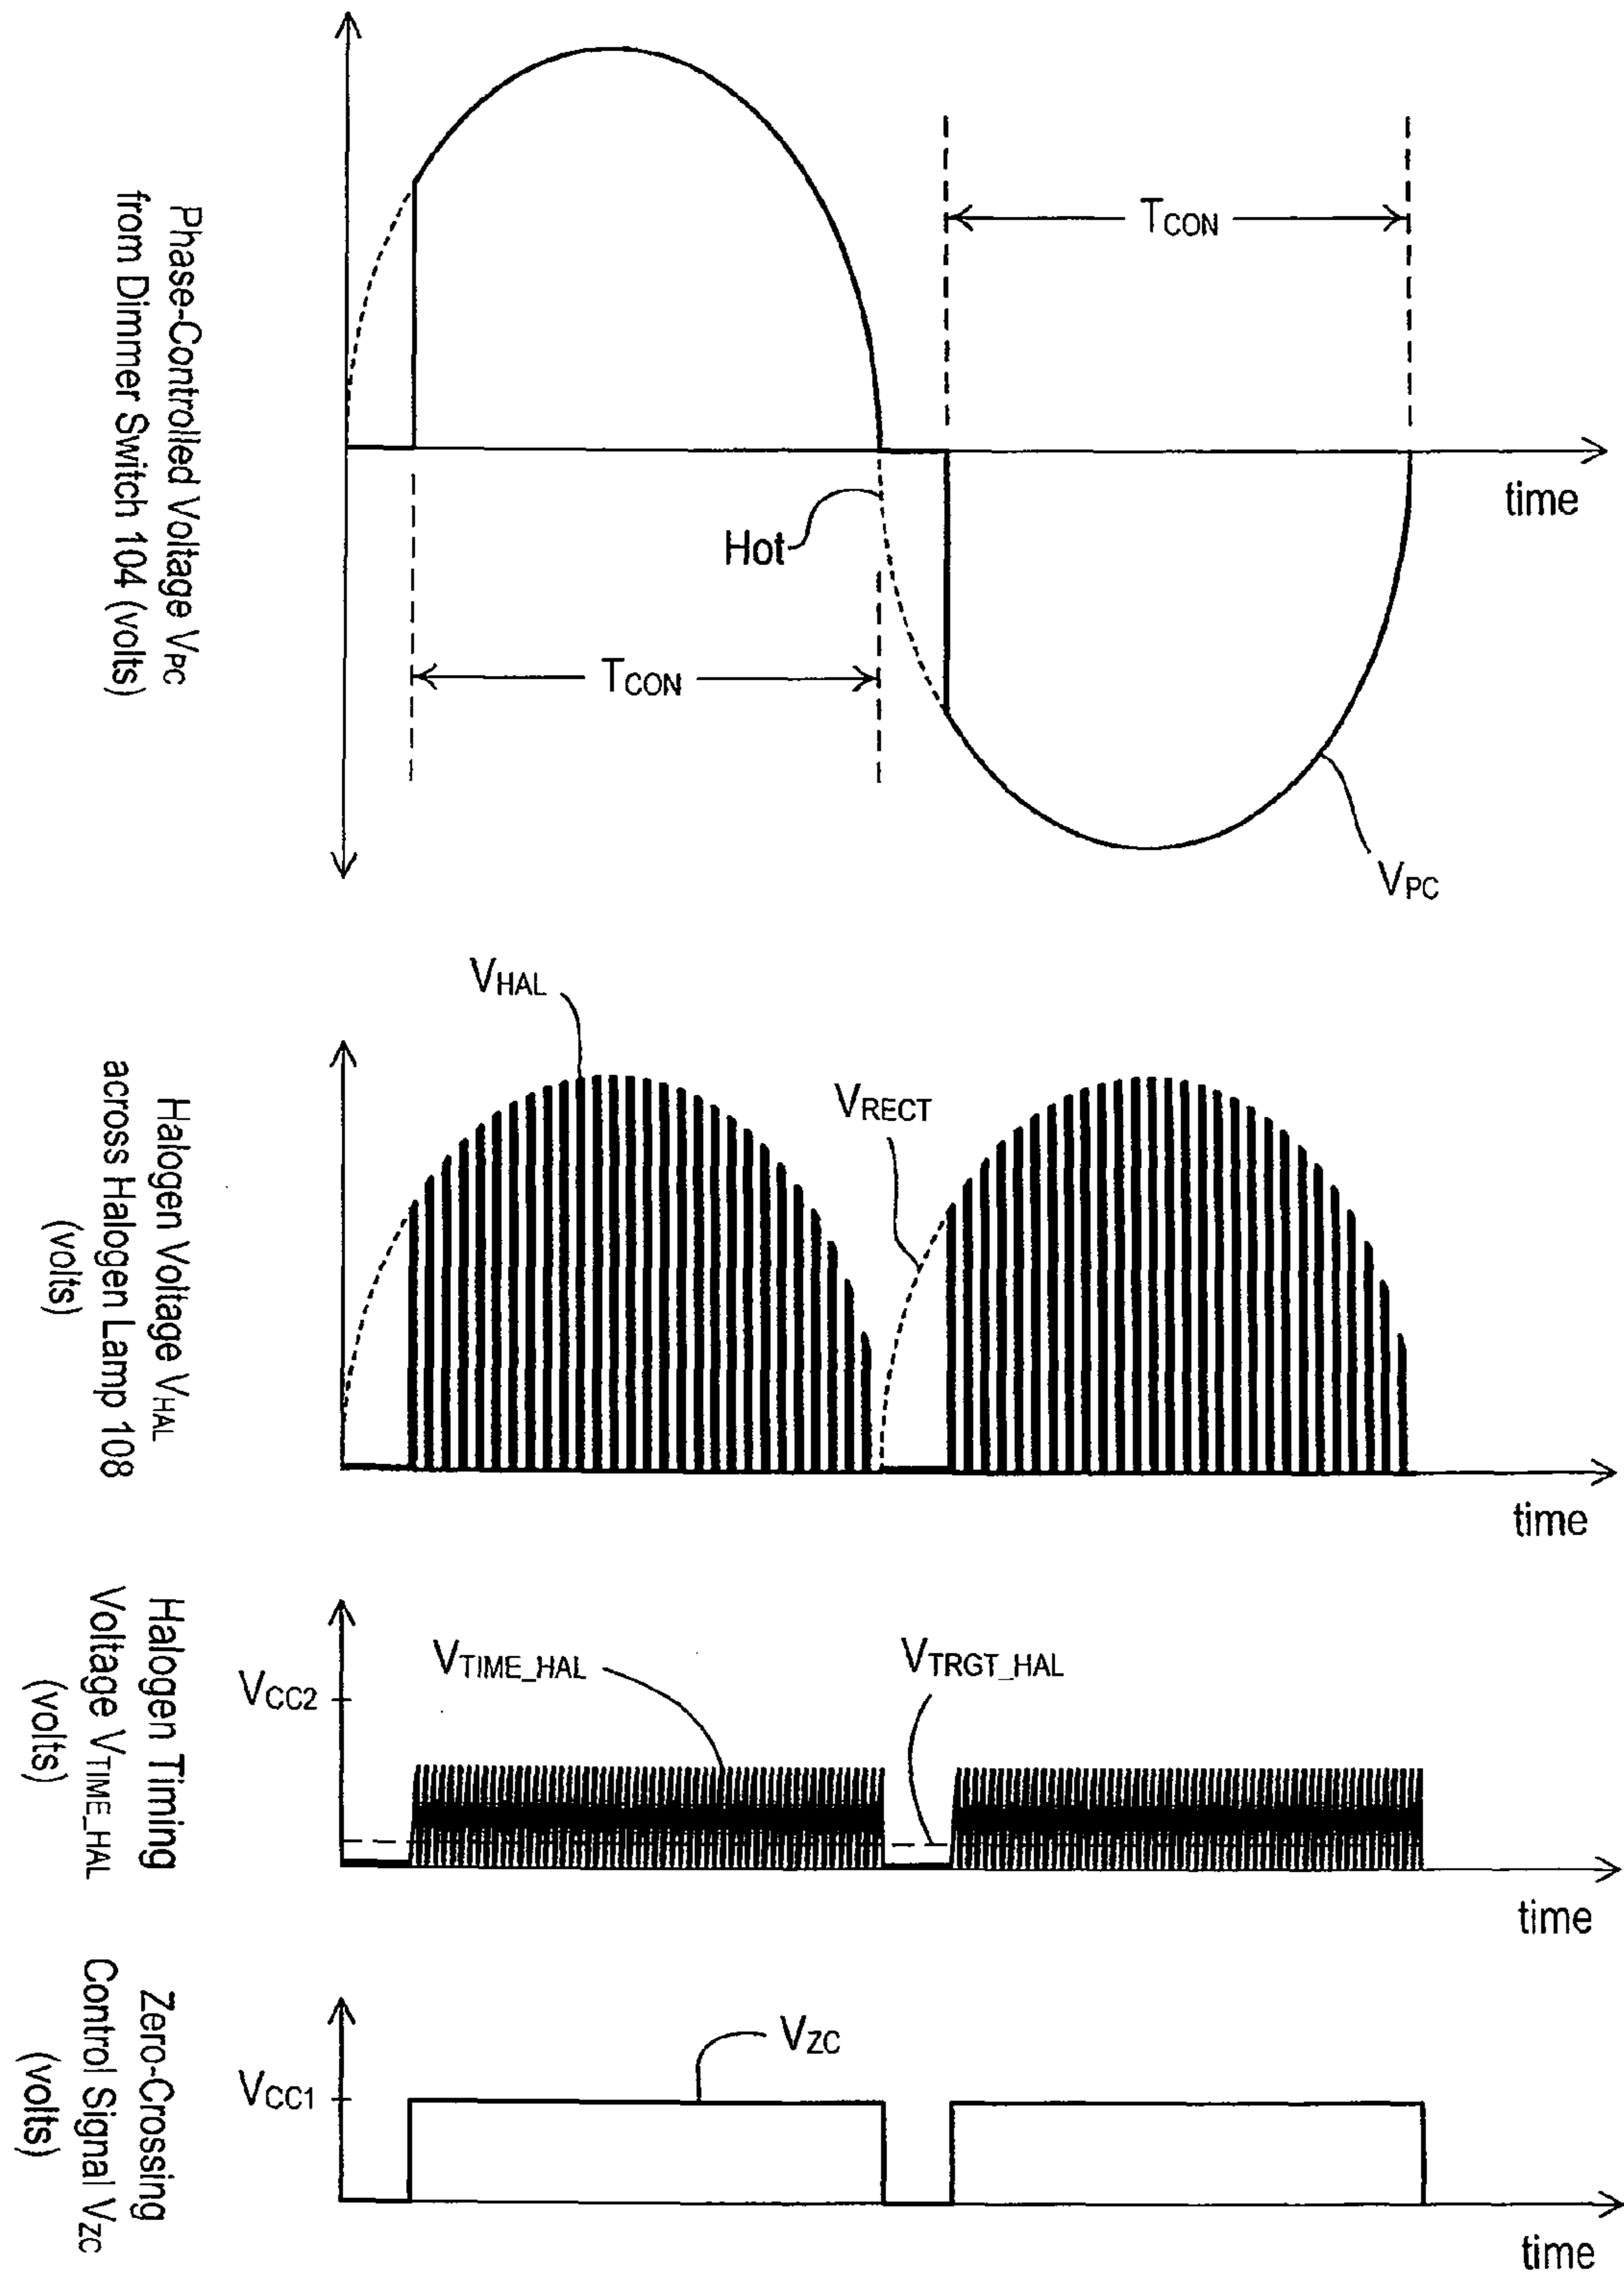 Phase-Controlled Voltage VPC
from Dimmer Switch 104 (volts)
TCON
time
Hot
TCON
VPC
Halogen Voltage VHAL
across Halogen Lamp 108
(volts)
VHAL
VRECT
time
Halogen Timing
Voltage VTIME_HAL
(volts)
VCC2
VTIME_HAL
VTRGT_HAL
time
Zero-Crossing
Control Signal VZC
(volts)
VCC1
VZC
time